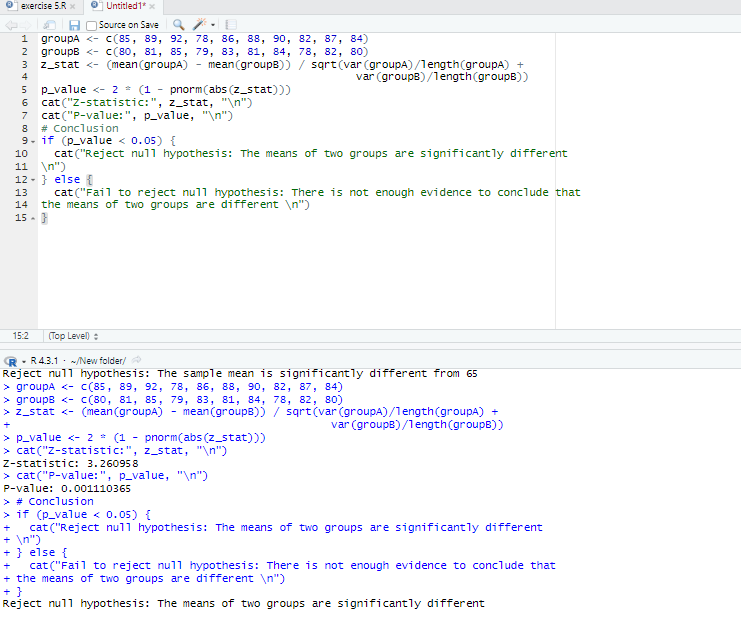 exercise 5.R ×
Untitled1* ×
Source on Save
1 groupA <- c(85, 89, 92, 78, 86, 88, 90, 82, 87, 84)
2 groupB <- c(80, 81, 85, 79, 83, 81, 84, 78, 82, 80)
3 z_stat <- (mean(groupA) - mean(groupB)) / sqrt(var(groupA)/length(groupA) +
4 var(groupB)/length(groupB))
5 p_value <- 2 * (1 - pnorm(abs(z_stat)))
6 cat("Z-statistic:", z_stat, "\n")
7 cat("P-value:", p_value, "\n")
8 # Conclusion
9 if (p_value < 0.05) {
10 cat("Reject null hypothesis: The means of two groups are significantly different
11 \n")
12 } else {
13 cat("Fail to reject null hypothesis: There is not enough evidence to conclude that
14 the means of two groups are different \n")
15 }
15:2 (Top Level)
R R 4.3.1 · ~/New folder/
Reject null hypothesis: The sample mean is significantly different from 65
> groupA <- c(85, 89, 92, 78, 86, 88, 90, 82, 87, 84)
> groupB <- c(80, 81, 85, 79, 83, 81, 84, 78, 82, 80)
> z_stat <- (mean(groupA) - mean(groupB)) / sqrt(var(groupA)/length(groupA) +
+ var(groupB)/length(groupB))
> p_value <- 2 * (1 - pnorm(abs(z_stat)))
> cat("Z-statistic:", z_stat, "\n")
Z-statistic: 3.260958
> cat("P-value:", p_value, "\n")
P-value: 0.001110365
> # Conclusion
> if (p_value < 0.05) {
+ cat("Reject null hypothesis: The means of two groups are significantly different
+ \n")
+ } else {
+ cat("Fail to reject null hypothesis: There is not enough evidence to conclude that
+ the means of two groups are different \n")
+ }
Reject null hypothesis: The means of two groups are significantly different